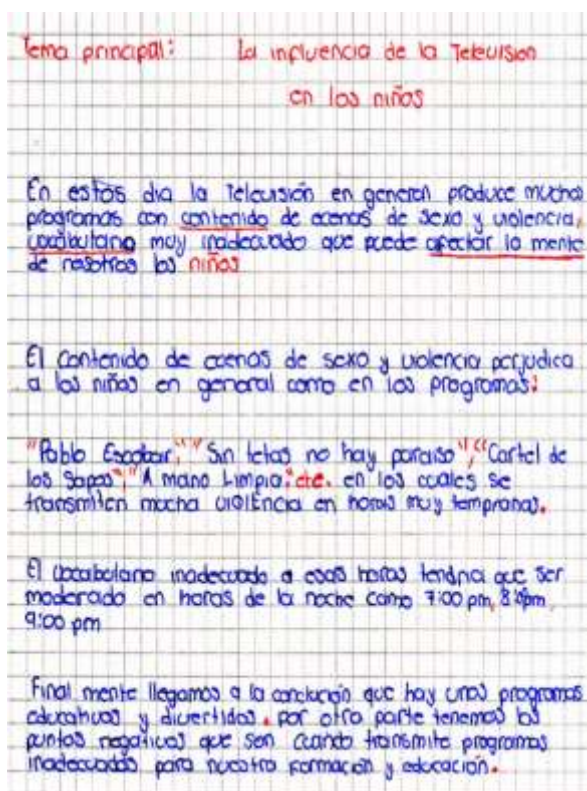 Tema principal: La influencia de la Television
en los niños
En estos dia la Television en general produce mucho
programas con contenido de ecenas de sexo y violencia,
vocabulario muy inadecuado que puede afectar la mente
de nosotros los niños
El Contenido de ecenas de sexo y violencia perjudica
a los niños en general como en los programas:
"Pablo Escobar", "Sin tetas no hay paraiso", "Cartel de
los Sapos", "A mano Limpia", etc. en los cuales se
transmiten mucha violencia en horas muy tempranas.
El Vocabulario inadecuado a esas horas tendria que ser
moderado en horas de la noche como 7:00 pm, 8:00pm
9:00 pm
Final mente llegamos a la conclucion que hay unos programas
educativos y divertidos. por otra parte tenemos los
puntos negativos que son cuando transmite programas
inadecuados para nuestra formación y educación.